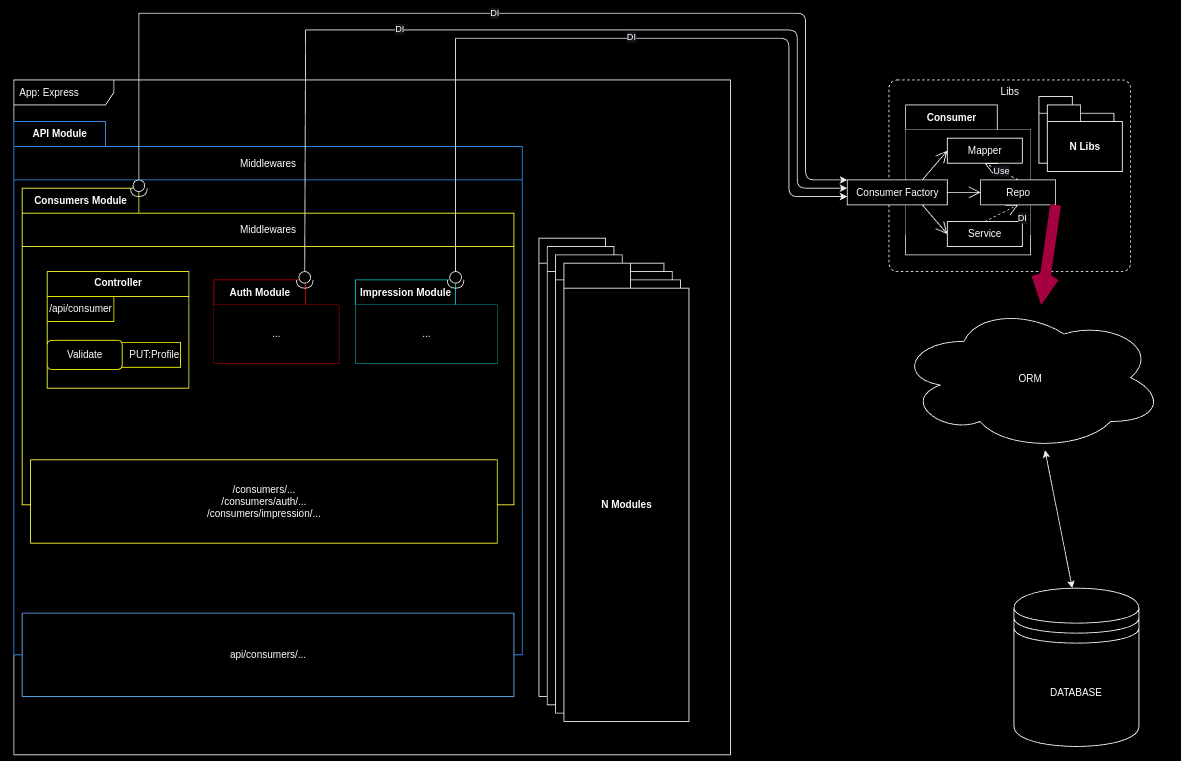 DI
DI
DI
App: Express
API Module
Middlewares
Consumers Module
Middlewares
Controller
/api/consumer
Validate
PUT:Profile
Auth Module
...
Impression Module
...
/consumers/...
/consumers/auth/...
/consumers/impression/...
api/consumers/...
N Modules
Libs
Consumer
Mapper
Use
Consumer Factory
Repo
DI
Service
N Libs
ORM
DATABASE